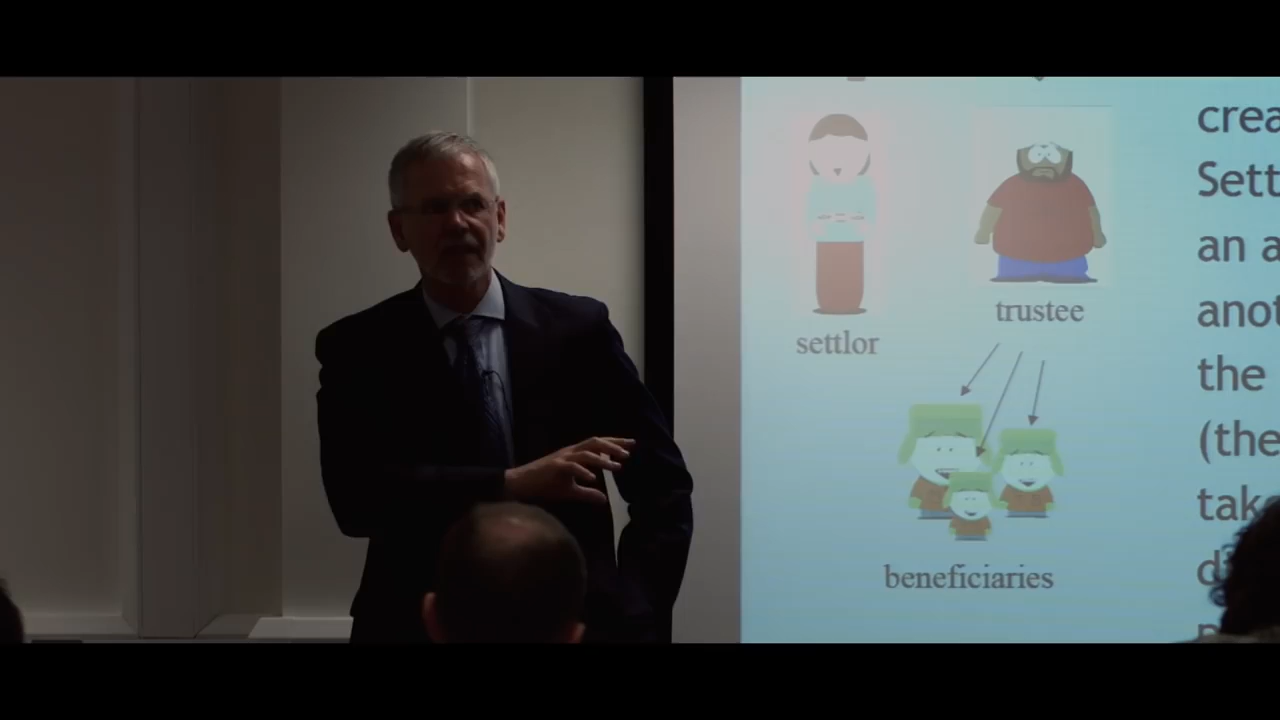 settlor
trustee
beneficiaries
crea
Sett
an a
anot
the
(the
tak